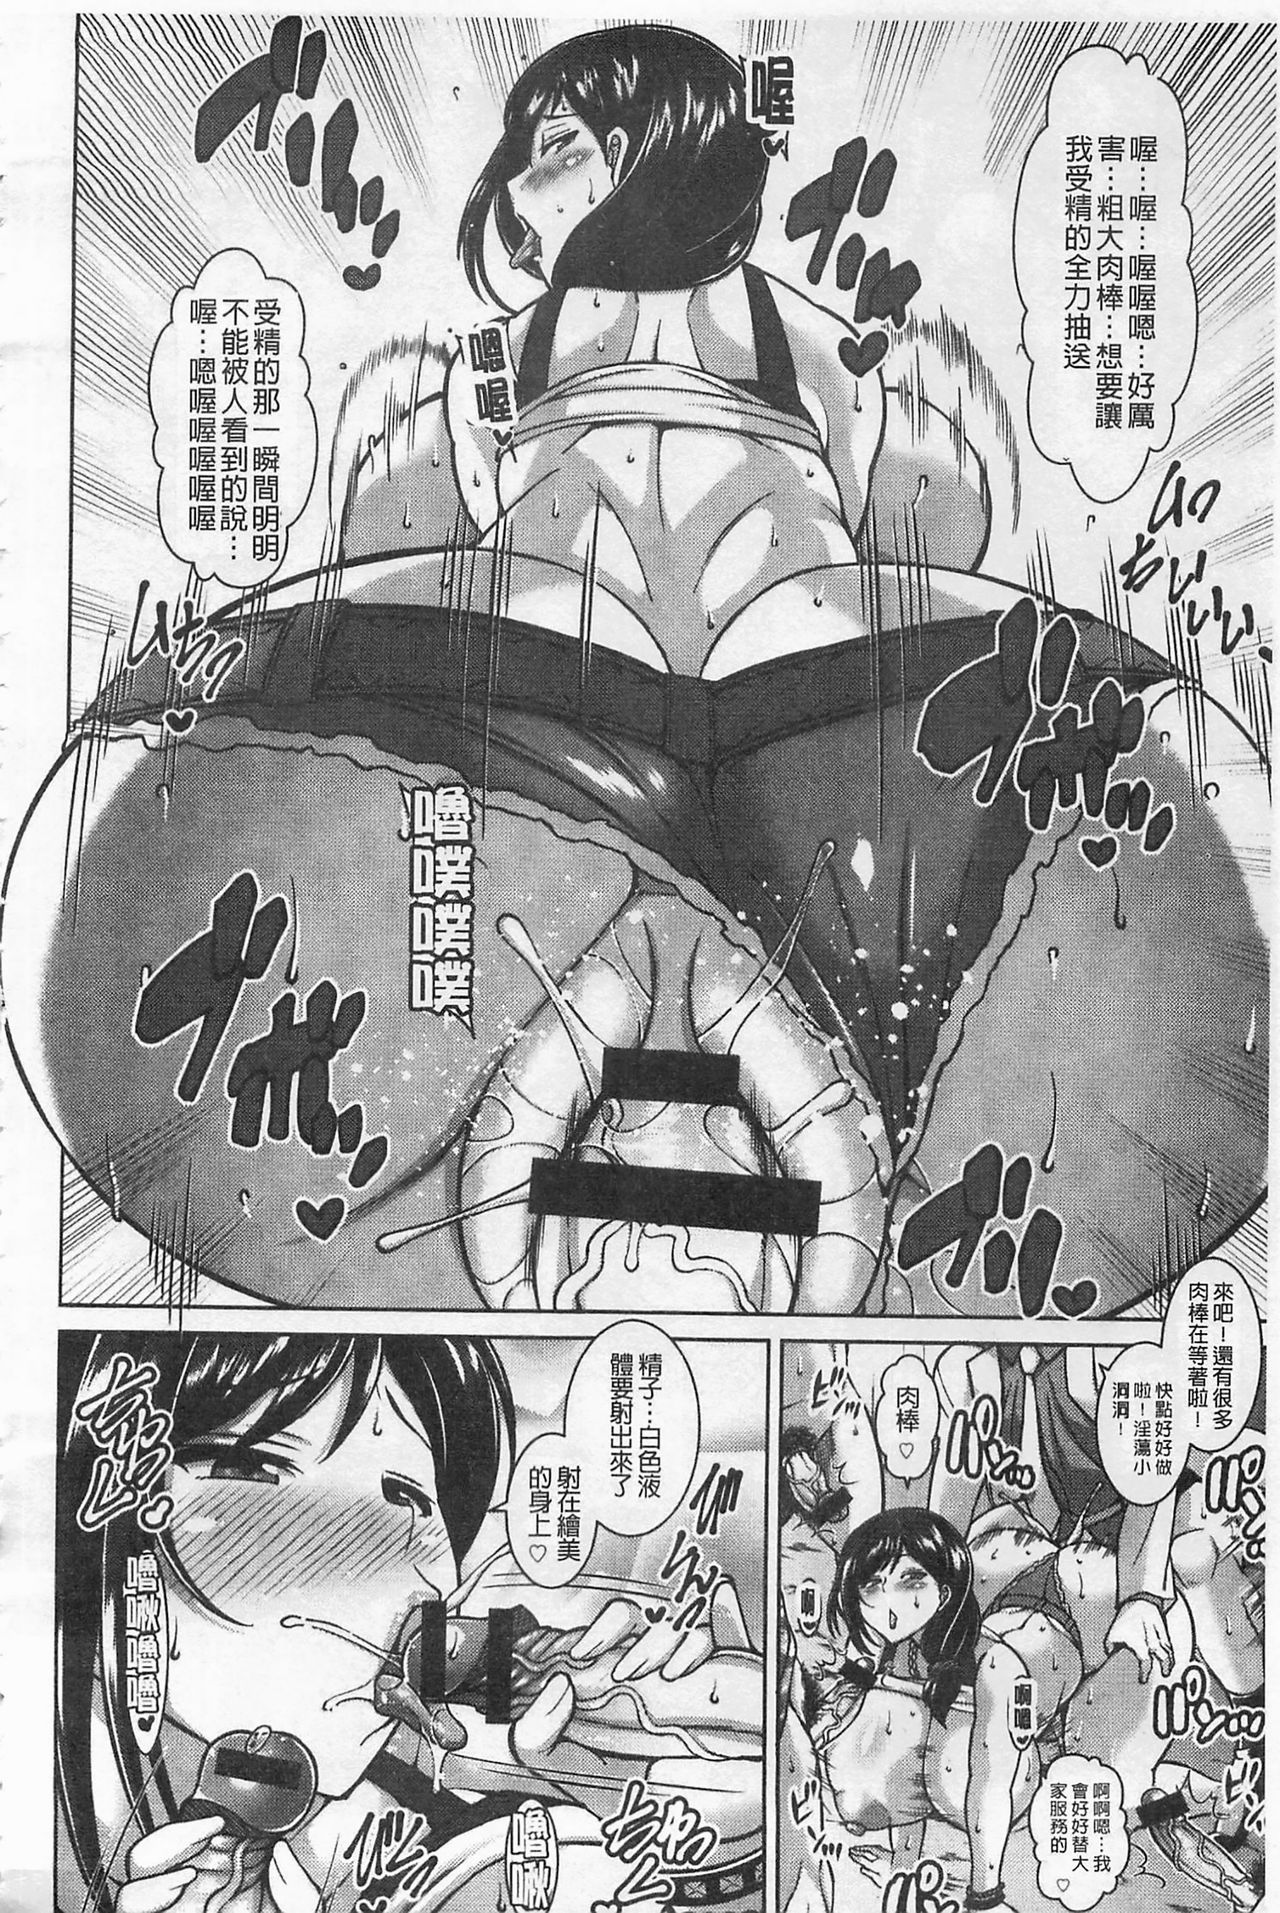 喔…喔…喔喔嗯…好厲
害…粗大肉棒…想要讓
我受精的全力抽送
喔
嗯喔
受精的那一瞬間明明
不能被人看到的說…
喔…嗯喔喔喔喔喔
嚕噗噗噗
來吧！還有很多
肉棒在等著啦！
快點好好做
啦！淫蕩小
洞洞！
肉棒♡
啊
啊嗯
啊啊嗯…我
會好好替大
家服務的♡
精子…白色液
體要射出來了
射在繪美
的身上♡
嚕啾嚕嚕嚕
嚕啾